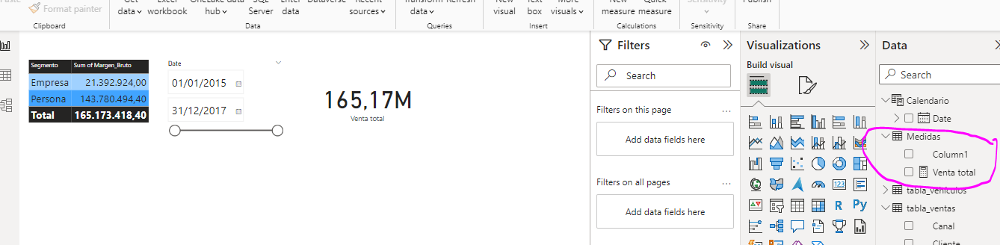 Format painter
Clipboard
Get data
Excel workbook
OneLake data hub
SQL Server
Enter data
Dataverse
Recent sources
Data
Transform data
Refresh
Queries
New visual
Text box
More visuals
Insert
New measure
Quick measure
Calculations
Sensitivity
Sensitivity
Publish
Share
Segmento Sum of Margen_Bruto
Empresa 21.392.924,00
Persona 143.780.494,40
Total 165.173.418,40
Date
01/01/2015
31/12/2017
165,17M
Venta total
Filters
Search
Filters on this page
...
Add data fields here
Filters on all pages
...
Add data fields here
Visualizations
Build visual
123
R
Py
Data
Search
Calendario
Date
Medidas
Column1
Venta total
tabla_vehiculos
tabla_ventas
Canal
Cliente